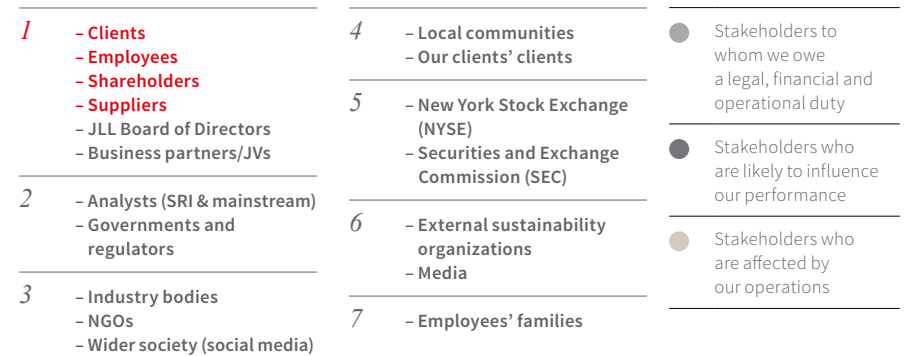 1
– Clients
– Employees
– Shareholders
– Suppliers
– JLL Board of Directors
– Business partners/JVs
2
– Analysts (SRI & mainstream)
– Governments and
regulators
3
– Industry bodies
– NGOs
– Wider society (social media)
4
– Local communities
– Our clients’ clients
5
– New York Stock Exchange
(NYSE)
– Securities and Exchange
Commission (SEC)
6
– External sustainability
organizations
– Media
7
– Employees’ families
Stakeholders to
whom we owe
a legal, financial and
operational duty
Stakeholders who
are likely to influence
our performance
Stakeholders who
are affected by
our operations